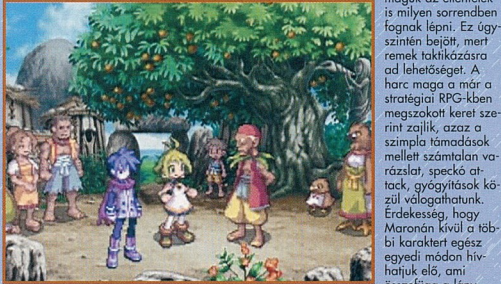 maguk az ellenfelek
is milyen sorrendben
fognak lépni. Ez úgy-
szintén bejött, mert
remek taktikázásra
ad lehetőséget. A
harc maga a már a
stratégiai RPG-kben
megszokott keret sze-
rint zajlik, azaz a
szimpla támadások
mellett számtalan va-
rázslat, speckó at-
tack, gyógyítások kö-
zül válogathatunk.
Érdekesség, hogy
Maronán kívül a töb-
bi karaktert egész
egyedi módon hív-
hatjuk elő, ami